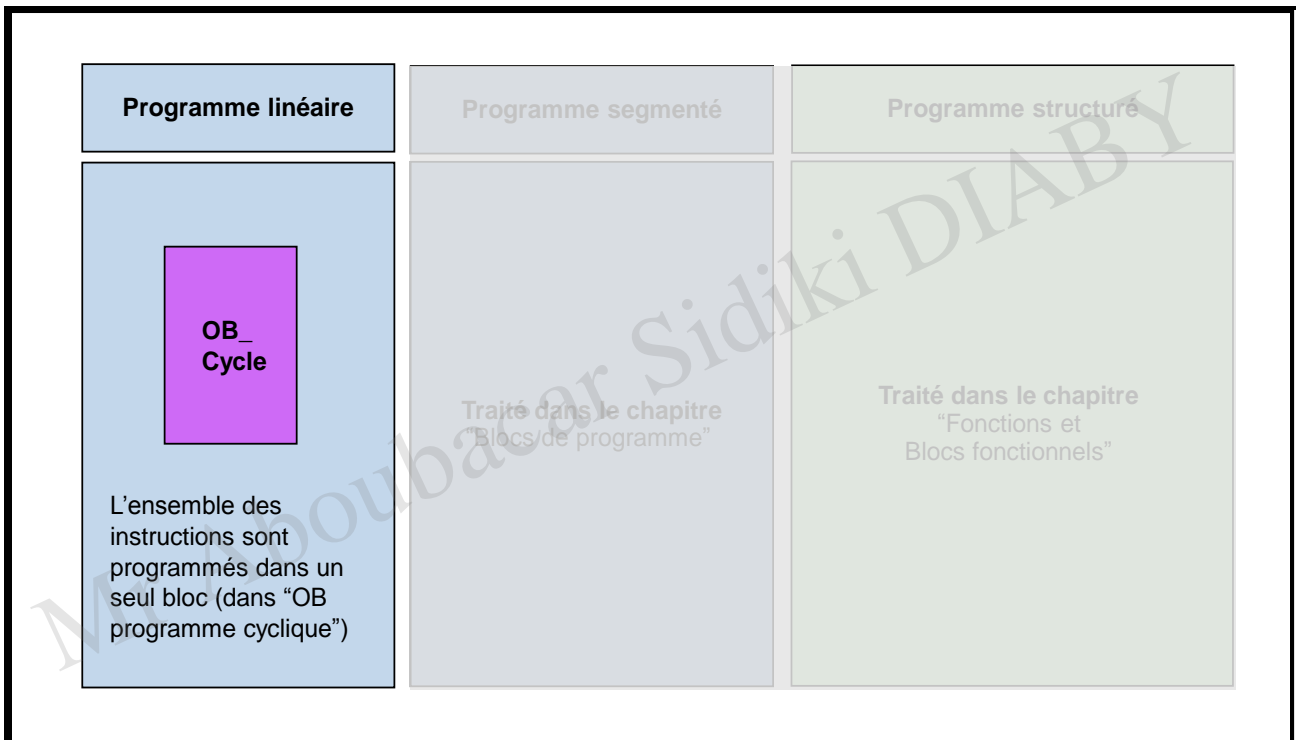 Programme linéaire
Programme segmenté
Programme structuré
OB_
Cycle
L’ensemble des
instructions sont
programmés dans un
seul bloc (dans “OB
programme cyclique”)
Traité dans le chapitre
“Blocs de programme”
Traité dans le chapitre
“Fonctions et
Blocs fonctionnels”
Mr Aboubacar Sidiki DIABY